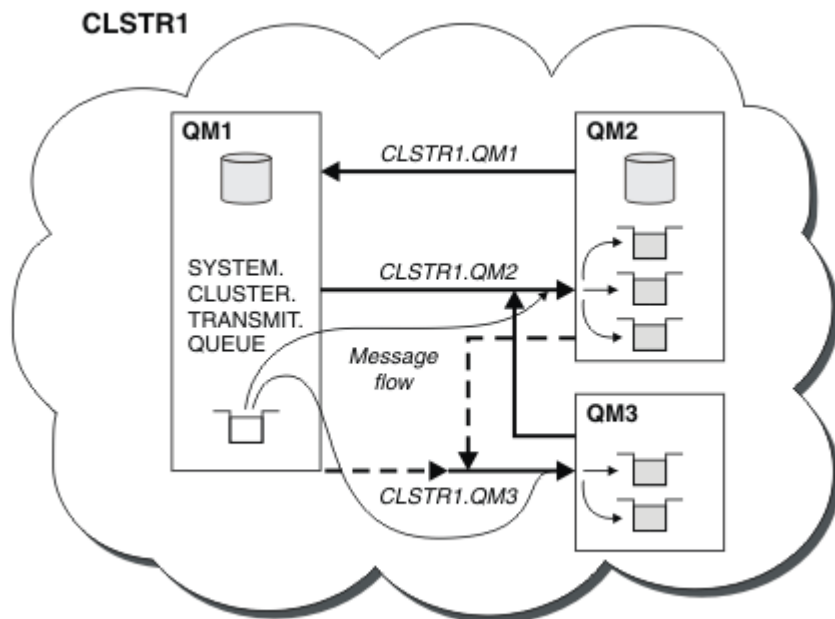 CLSTR1
QM1
CLSTR1.QM1
QM2
SYSTEM.
CLUSTER.
TRANSMIT.
QUEUE
CLSTR1.QM2
Message
flow
QM3
CLSTR1.QM3